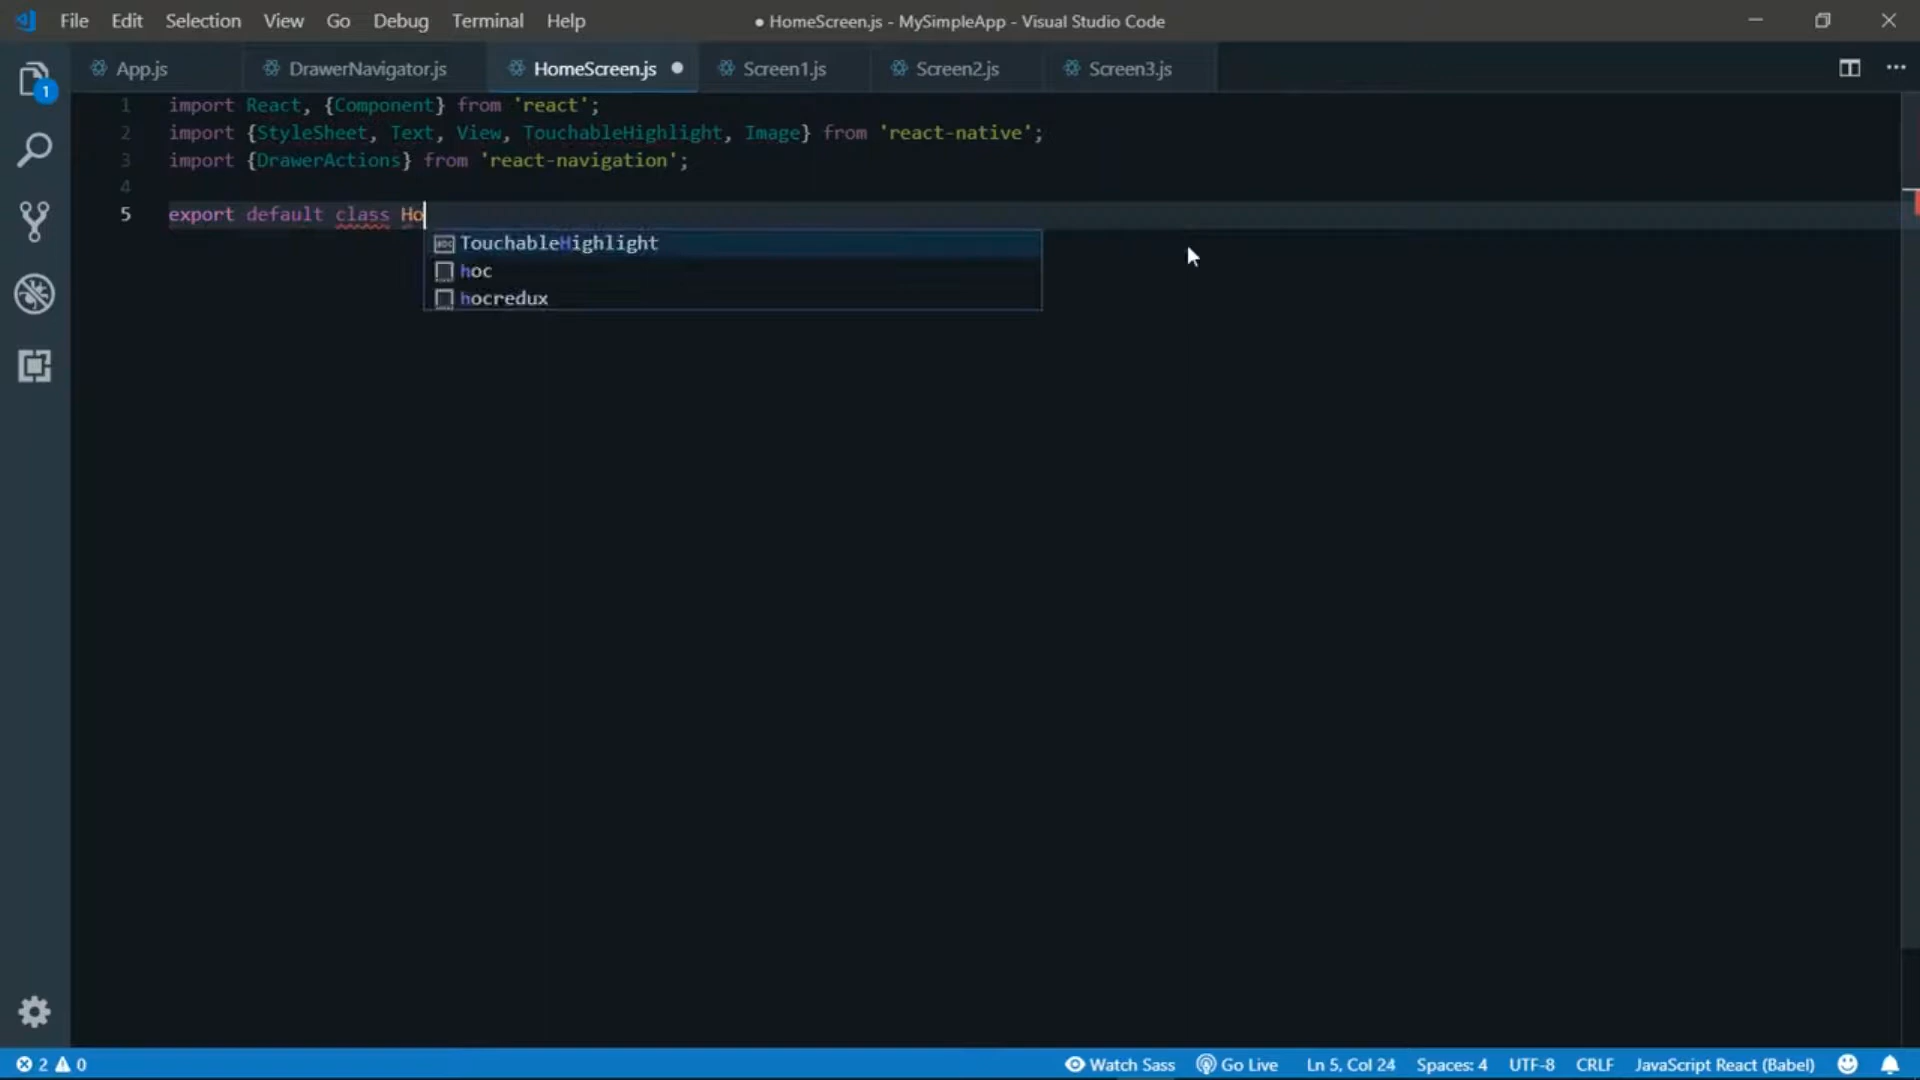 File Edit Selection View Go Debug Terminal Help ● HomeScreen.js - MySimpleApp - Visual Studio Code
App.js DrawerNavigator.js HomeScreen.js ● Screen1.js Screen2.js Screen3.js
1
1 import React, {Component} from 'react';
2 import {StyleSheet, Text, View, TouchableHighlight, Image} from 'react-native';
3 import {DrawerActions} from 'react-navigation';
4
5 export default class Ho
abc TouchableHighlight
hoc
hocredux
2 0 Watch Sass Go Live Ln 5, Col 24 Spaces: 4 UTF-8 CRLF JavaScript React (Babel)